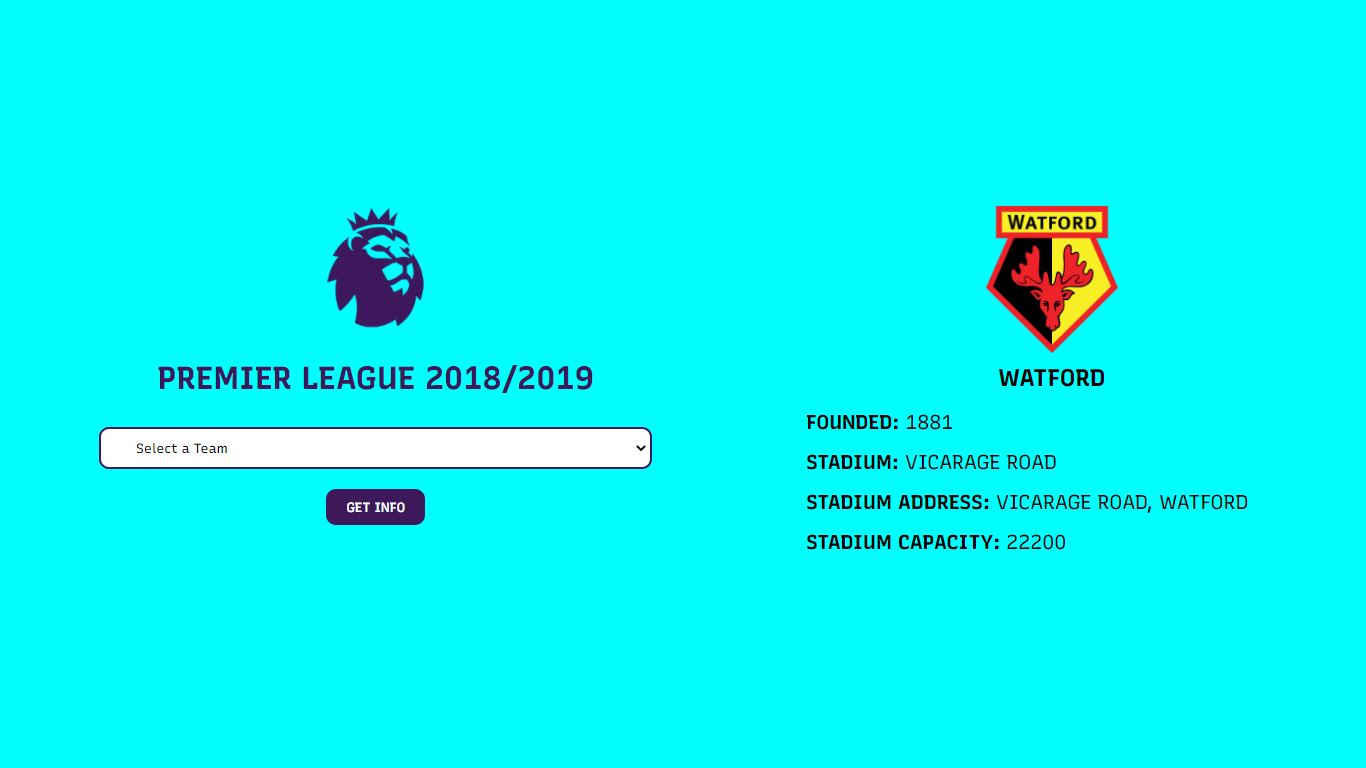 PREMIER LEAGUE 2018/2019
Select a Team
GET INFO
WATFORD
WATFORD
FOUNDED: 1881
STADIUM: VICARAGE ROAD
STADIUM ADDRESS: VICARAGE ROAD, WATFORD
STADIUM CAPACITY: 22200